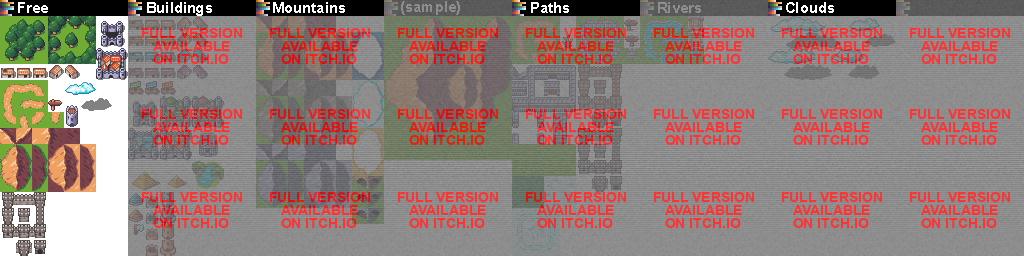 Free
Buildings
Mountains
(sample)
Paths
Rivers
Clouds
FULL VERSION
AVAILABLE
ON ITCH.IO
FULL VERSION
AVAILABLE
ON ITCH.IO
FULL VERSION
AVAILABLE
ON ITCH.IO
FULL VERSION
AVAILABLE
ON ITCH.IO
FULL VERSION
AVAILABLE
ON ITCH.IO
FULL VERSION
AVAILABLE
ON ITCH.IO
FULL VERSION
AVAILABLE
ON ITCH.IO
FULL VERSION
AVAILABLE
ON ITCH.IO
FULL VERSION
AVAILABLE
ON ITCH.IO
FULL VERSION
AVAILABLE
ON ITCH.IO
FULL VERSION
AVAILABLE
ON ITCH.IO
FULL VERSION
AVAILABLE
ON ITCH.IO
FULL VERSION
AVAILABLE
ON ITCH.IO
FULL VERSION
AVAILABLE
ON ITCH.IO
FULL VERSION
AVAILABLE
ON ITCH.IO
FULL VERSION
AVAILABLE
ON ITCH.IO
FULL VERSION
AVAILABLE
ON ITCH.IO
FULL VERSION
AVAILABLE
ON ITCH.IO
FULL VERSION
AVAILABLE
ON ITCH.IO
FULL VERSION
AVAILABLE
ON ITCH.IO
FULL VERSION
AVAILABLE
ON ITCH.IO